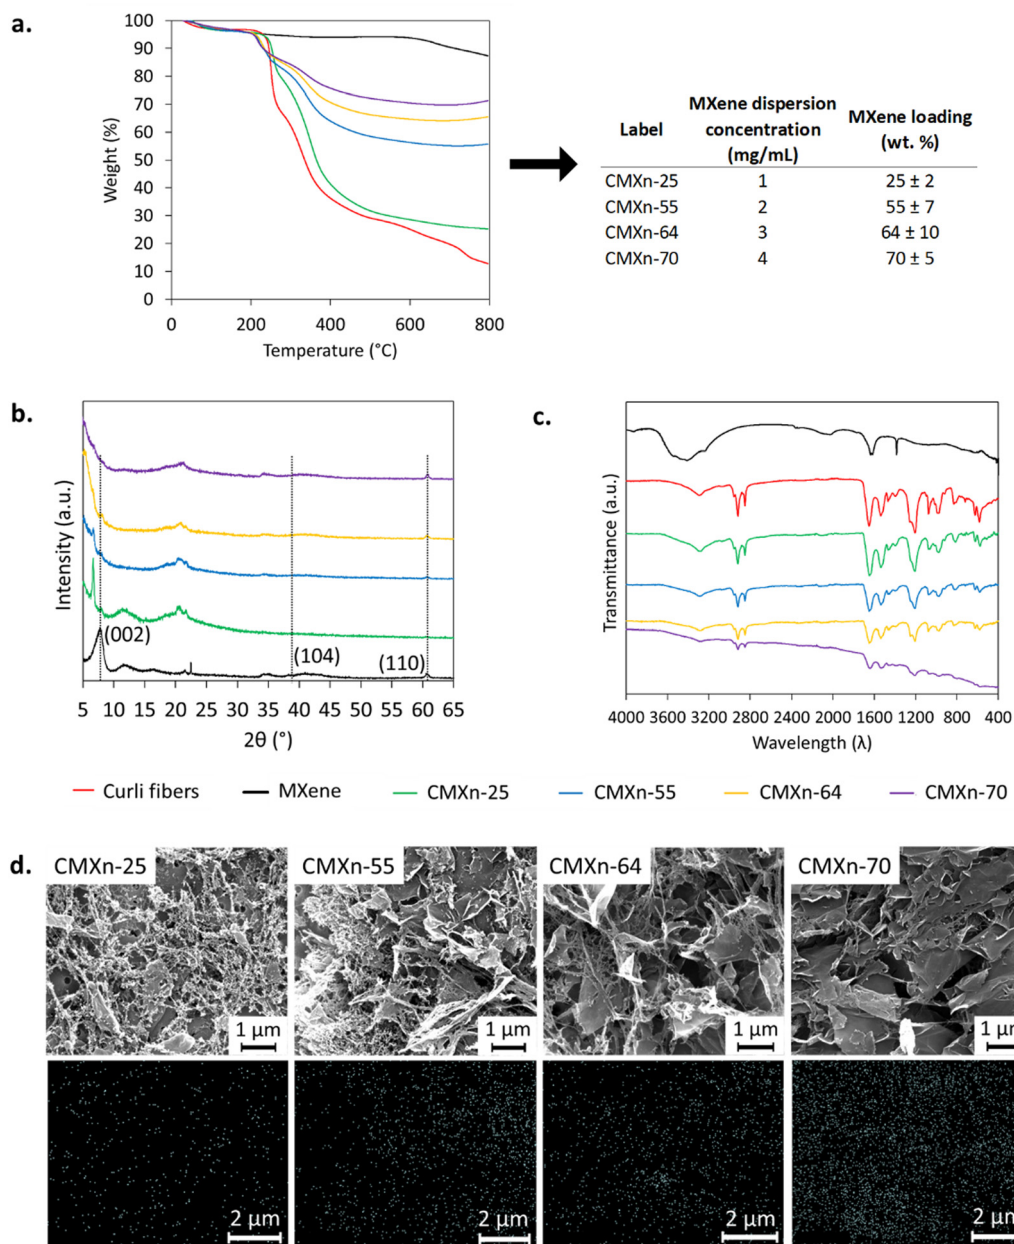 a.
100
90
80
70
60
50
40
30
20
10
0
Weight (%)
0 200 400 600 800
Temperature (°C)
Label MXene dispersion concentration (mg/mL) MXene loading (wt. %)
CMXn-25 1 25 ± 2
CMXn-55 2 55 ± 7
CMXn-64 3 64 ± 10
CMXn-70 4 70 ± 5
b.
Intensity (a.u.)
(002)
(104)
(110)
5 10 15 20 25 30 35 40 45 50 55 60 65
2θ (°)
c.
Transmittance (a.u.)
4000 3600 3200 2800 2400 2000 1600 1200 800 400
Wavelength (λ)
Curli fibers MXene CMXn-25 CMXn-55 CMXn-64 CMXn-70
d.
CMXn-25 CMXn-55 CMXn-64 CMXn-70
1 µm 1 µm 1 µm 1 µm
2 µm 2 µm 2 µm 2 µm